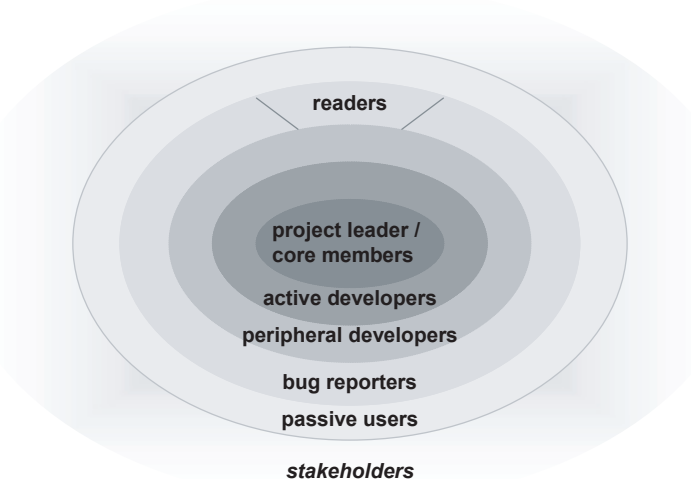 readers
project leader /
core members
active developers
peripheral developers
bug reporters
passive users
stakeholders